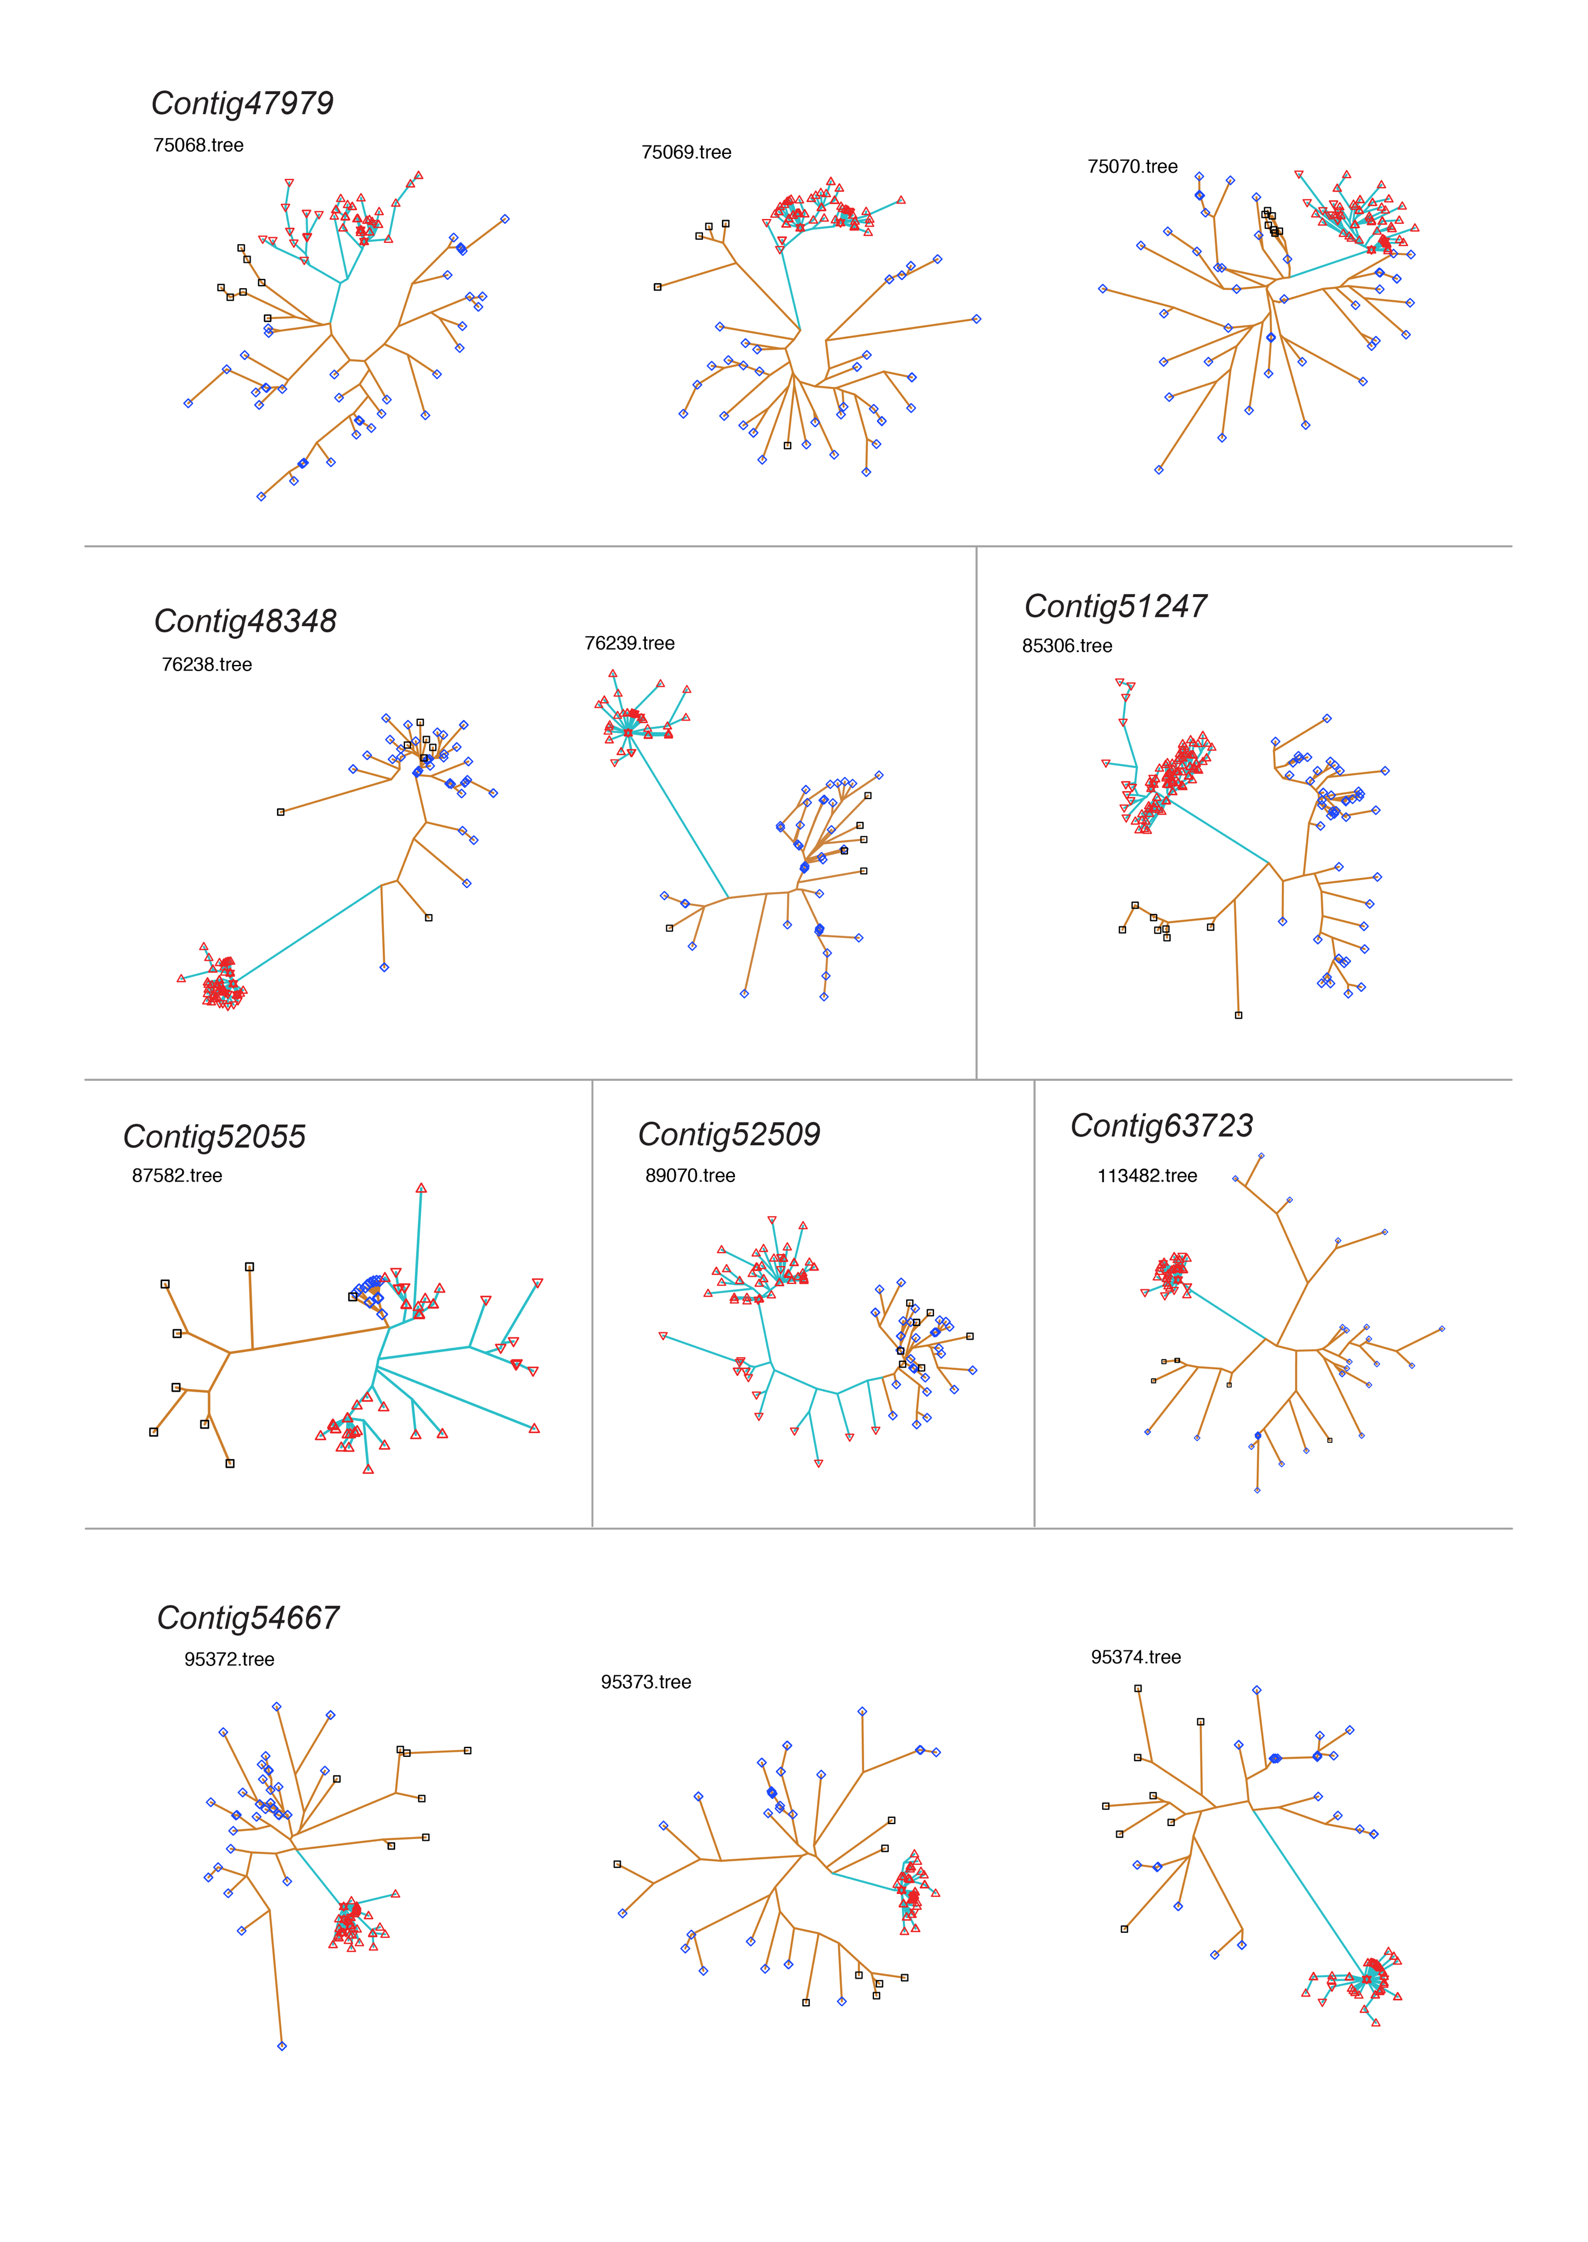 Contig47979
75068.tree
75069.tree
75070.tree
Contig48348
76238.tree
76239.tree
Contig51247
85306.tree
Contig52055
87582.tree
Contig52509
89070.tree
Contig63723
113482.tree
Contig54667
95372.tree
95373.tree
95374.tree